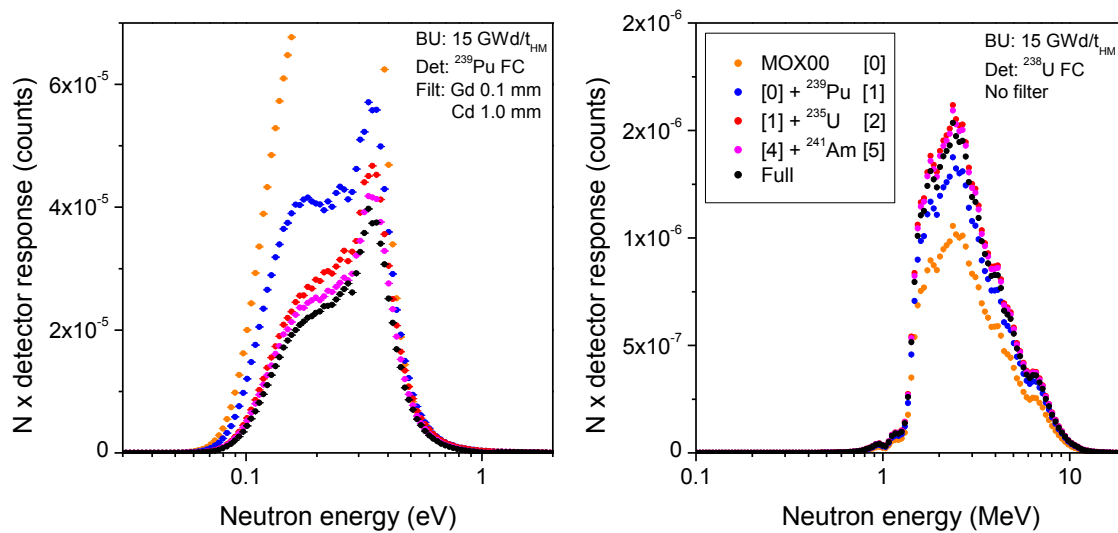 BU: 15 GWd/t_HM
Det: ²³⁹Pu FC
Filt: Gd 0.1 mm
Cd 1.0 mm
N x detector response (counts)
6x10⁻⁵
4x10⁻⁵
2x10⁻⁵
0
0.1
1
Neutron energy (eV)
BU: 15 GWd/t_HM
Det: ²³⁸U FC
No filter
MOX00 [0]
[0] + ²³⁹Pu [1]
[1] + ²³⁵U [2]
[4] + ²⁴¹Am [5]
Full
N x detector response (counts)
2x10⁻⁶
2x10⁻⁶
1x10⁻⁶
1x10⁻⁶
5x10⁻⁷
0
0.1
1
10
Neutron energy (MeV)